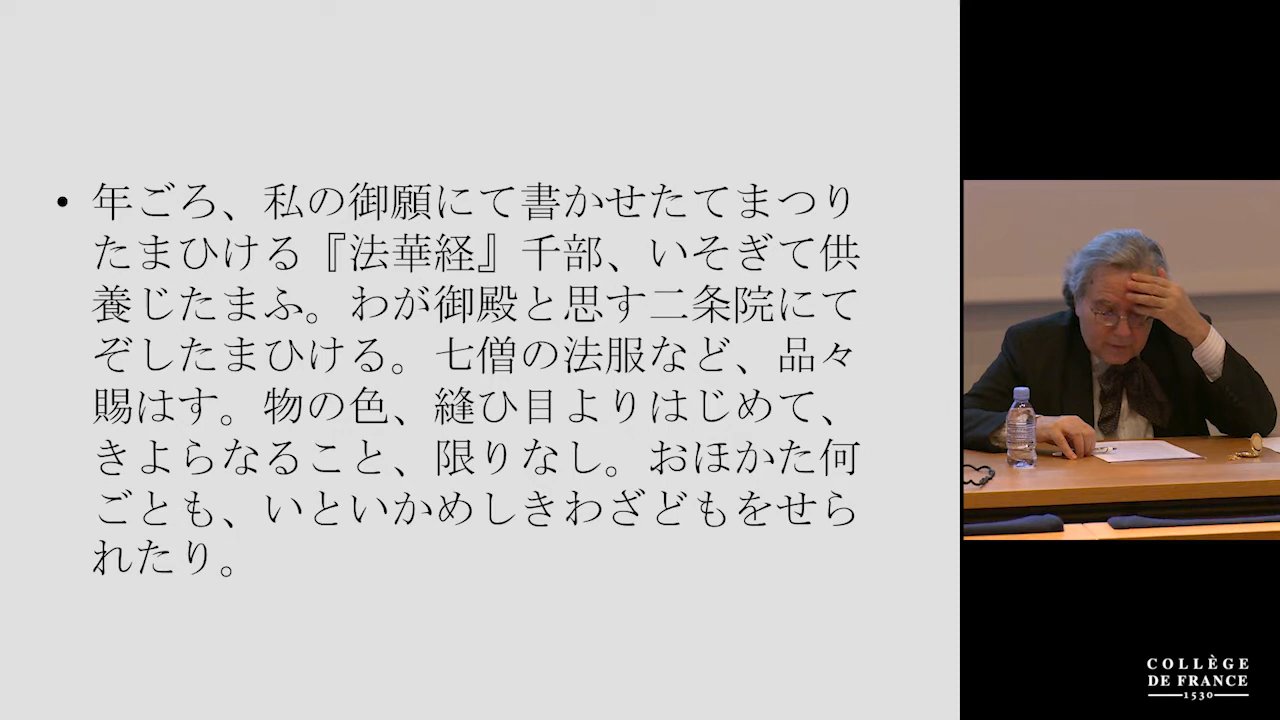 • 年ごろ、私の御願にて書かせたてまつり
たまひける『法華経』千部、いそぎて供
養じたまふ。わが御殿と思す二条院にて
ぞしたまひける。七僧の法服など、品々
賜はす。物の色、縫ひ目よりはじめて、
きよらなること、限りなし。おほかた何
ごとも、いといかめしきわざどもをせら
れたり。
COLLÈGE
DE FRANCE
1530